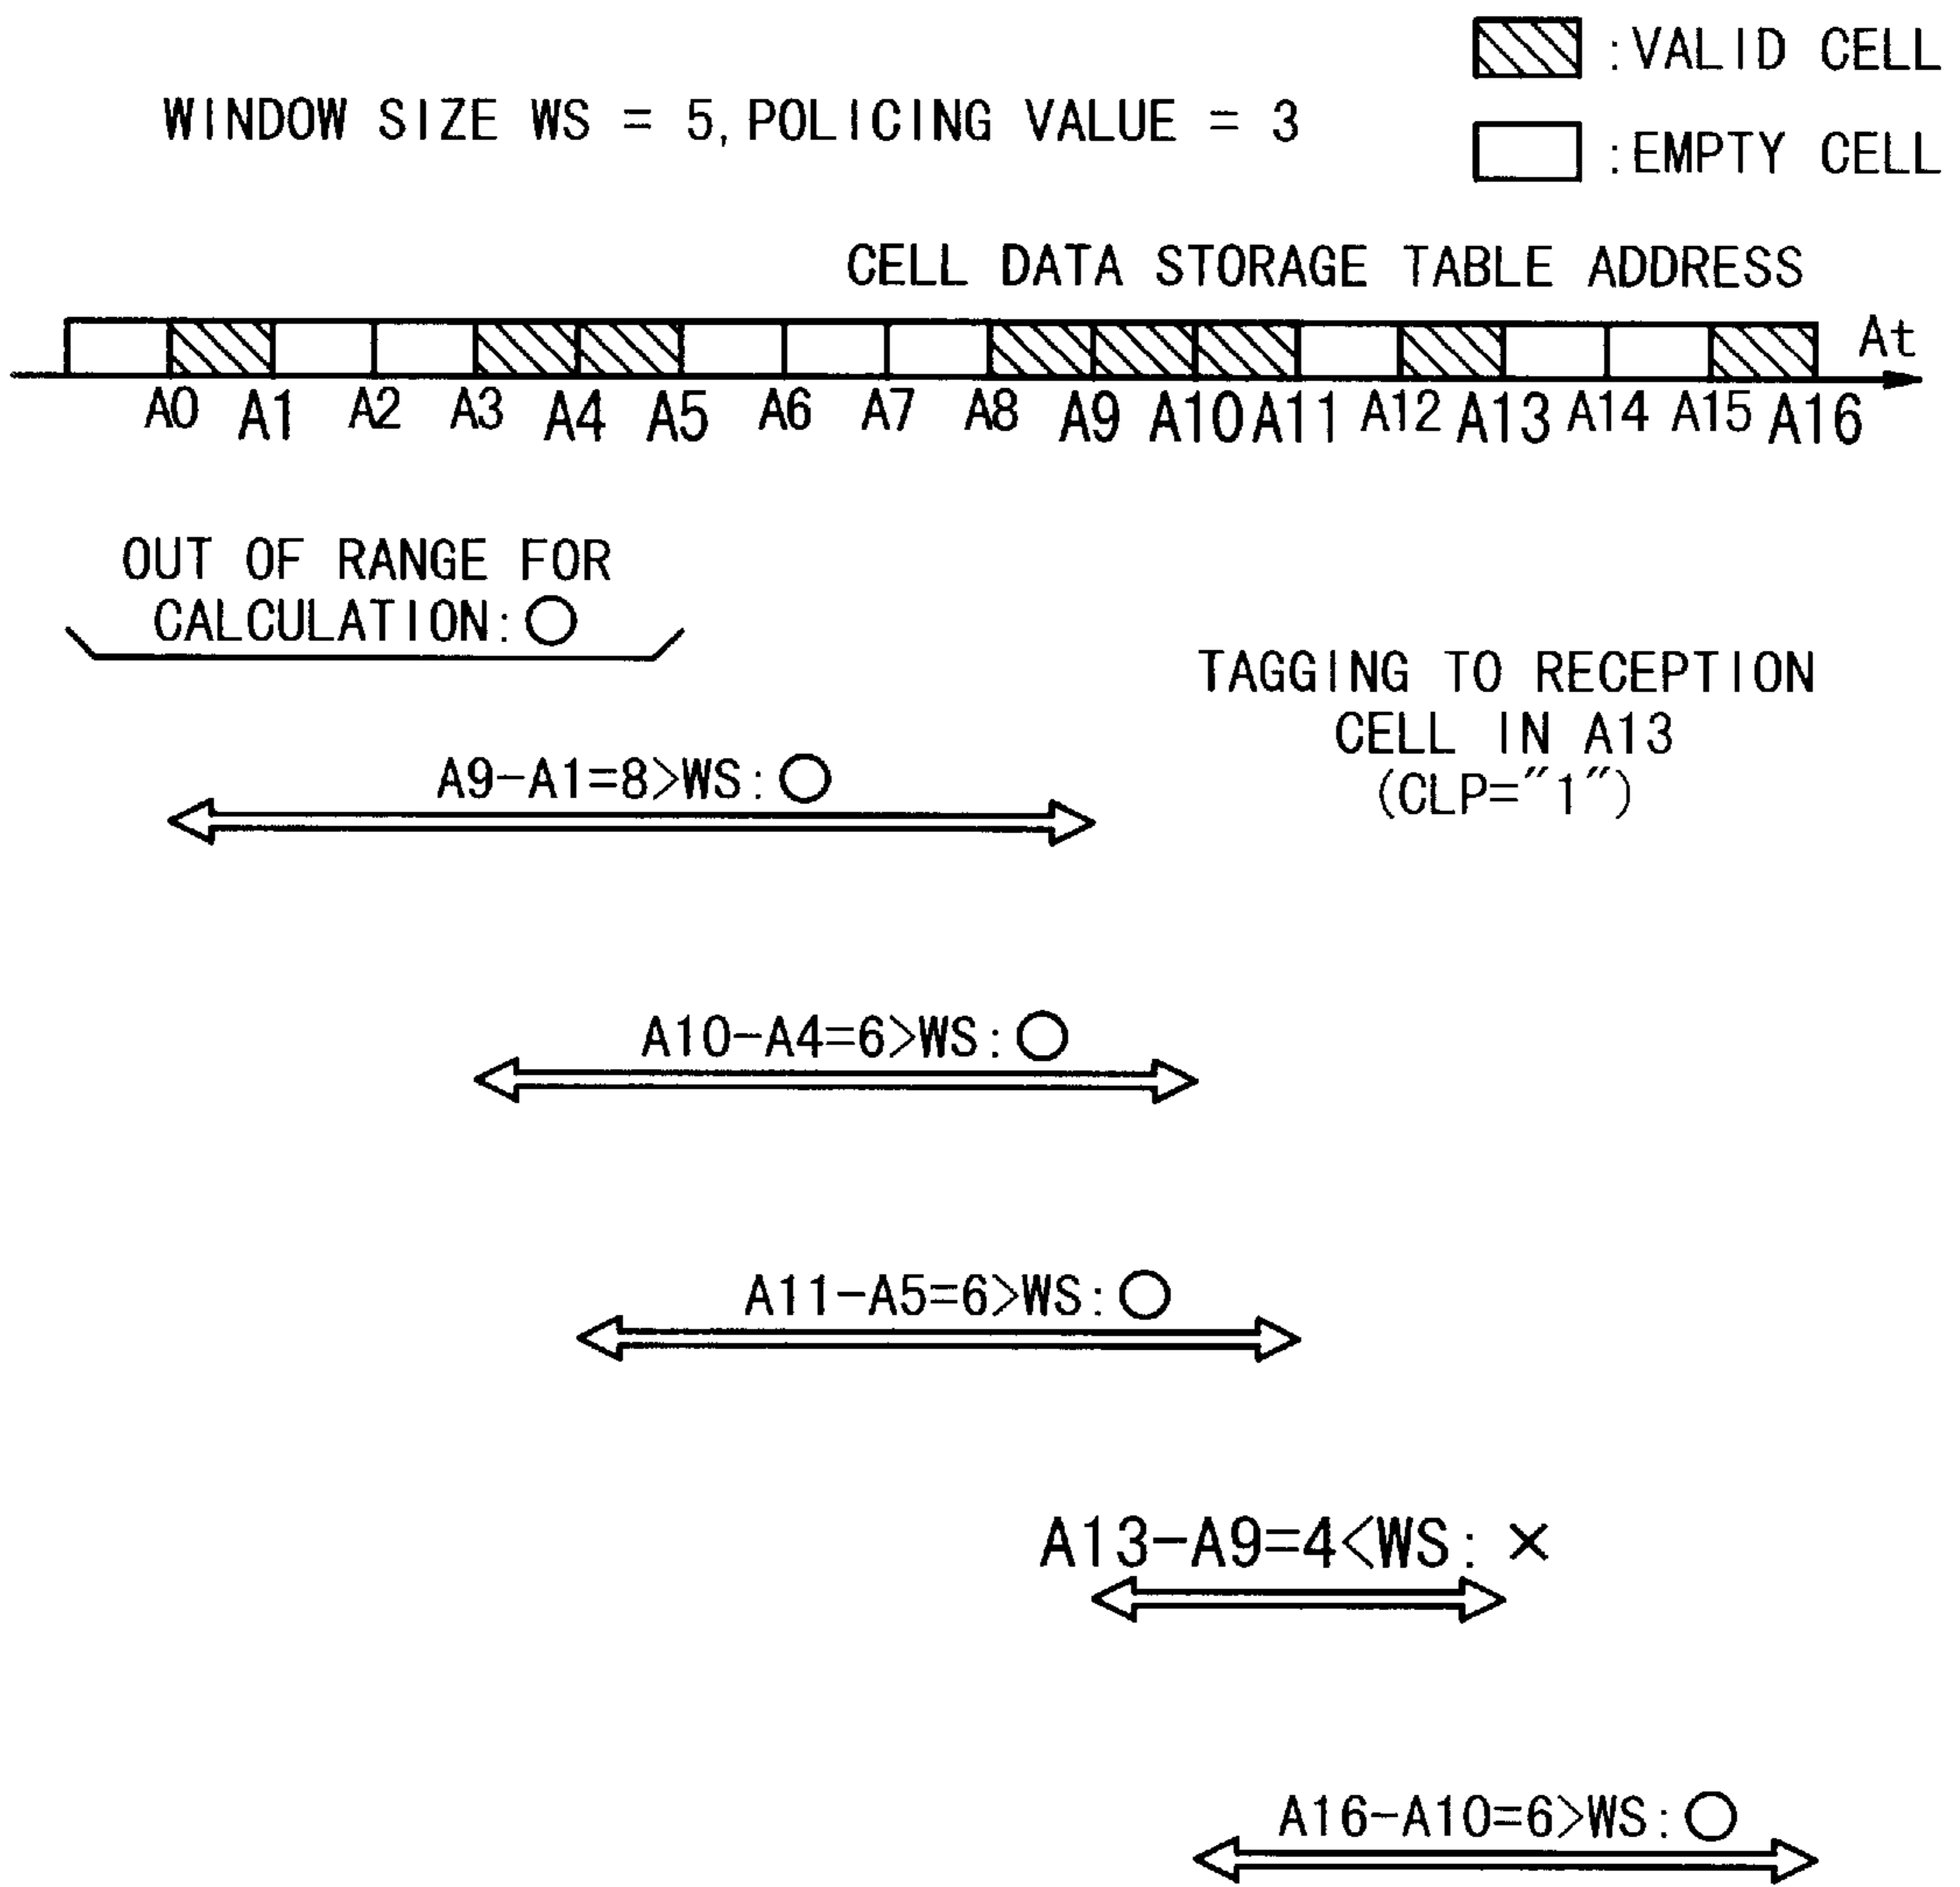 :VALID CELL
WINDOW SIZE WS = 5, POLICING VALUE = 3
:EMPTY CELL
CELL DATA STORAGE TABLE ADDRESS
At
A0 A1 A2 A3 A4 A5 A6 A7 A8 A9 A10 A11 A12 A13 A14 A15 A16
OUT OF RANGE FOR
CALCULATION:○
TAGGING TO RECEPTION
CELL IN A13
(CLP="1")
A9-A1=8>WS:○
A10-A4=6>WS:○
A11-A5=6>WS:○
A13-A9=4<WS: ×
A16-A10=6>WS:○